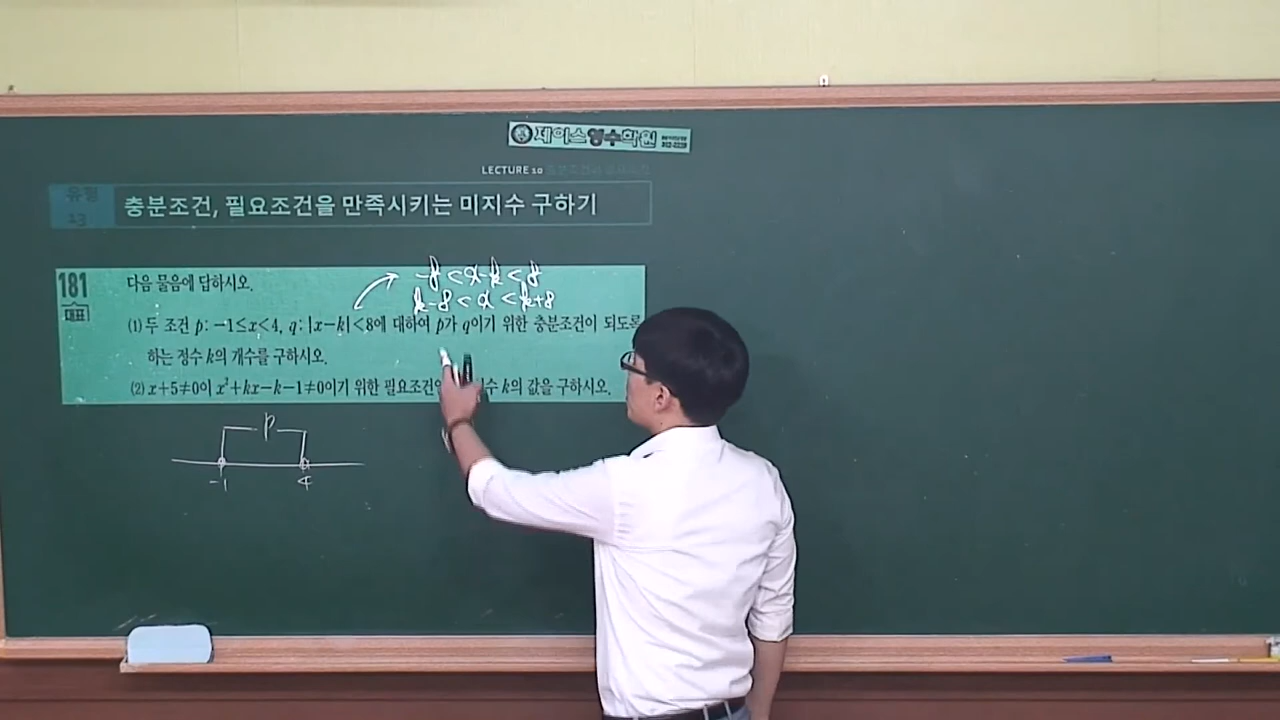 제이스영수학원
LECTURE 10
유형
충분조건, 필요조건을 만족시키는 미지수 구하기
181
대표
다음 물음에 답하시오.
-8 < x-k < 8
k-8 < x < k+8
(1) 두 조건 p: -1≤x<4, q: |x-k|<8에 대하여 p가 q이기 위한 충분조건이 되도록
하는 정수 k의 개수를 구하시오.
(2) x+5≠0이 x²+kx-k-1≠0이기 위한 필요조건 수 k의 값을 구하시오.
p
-1 4